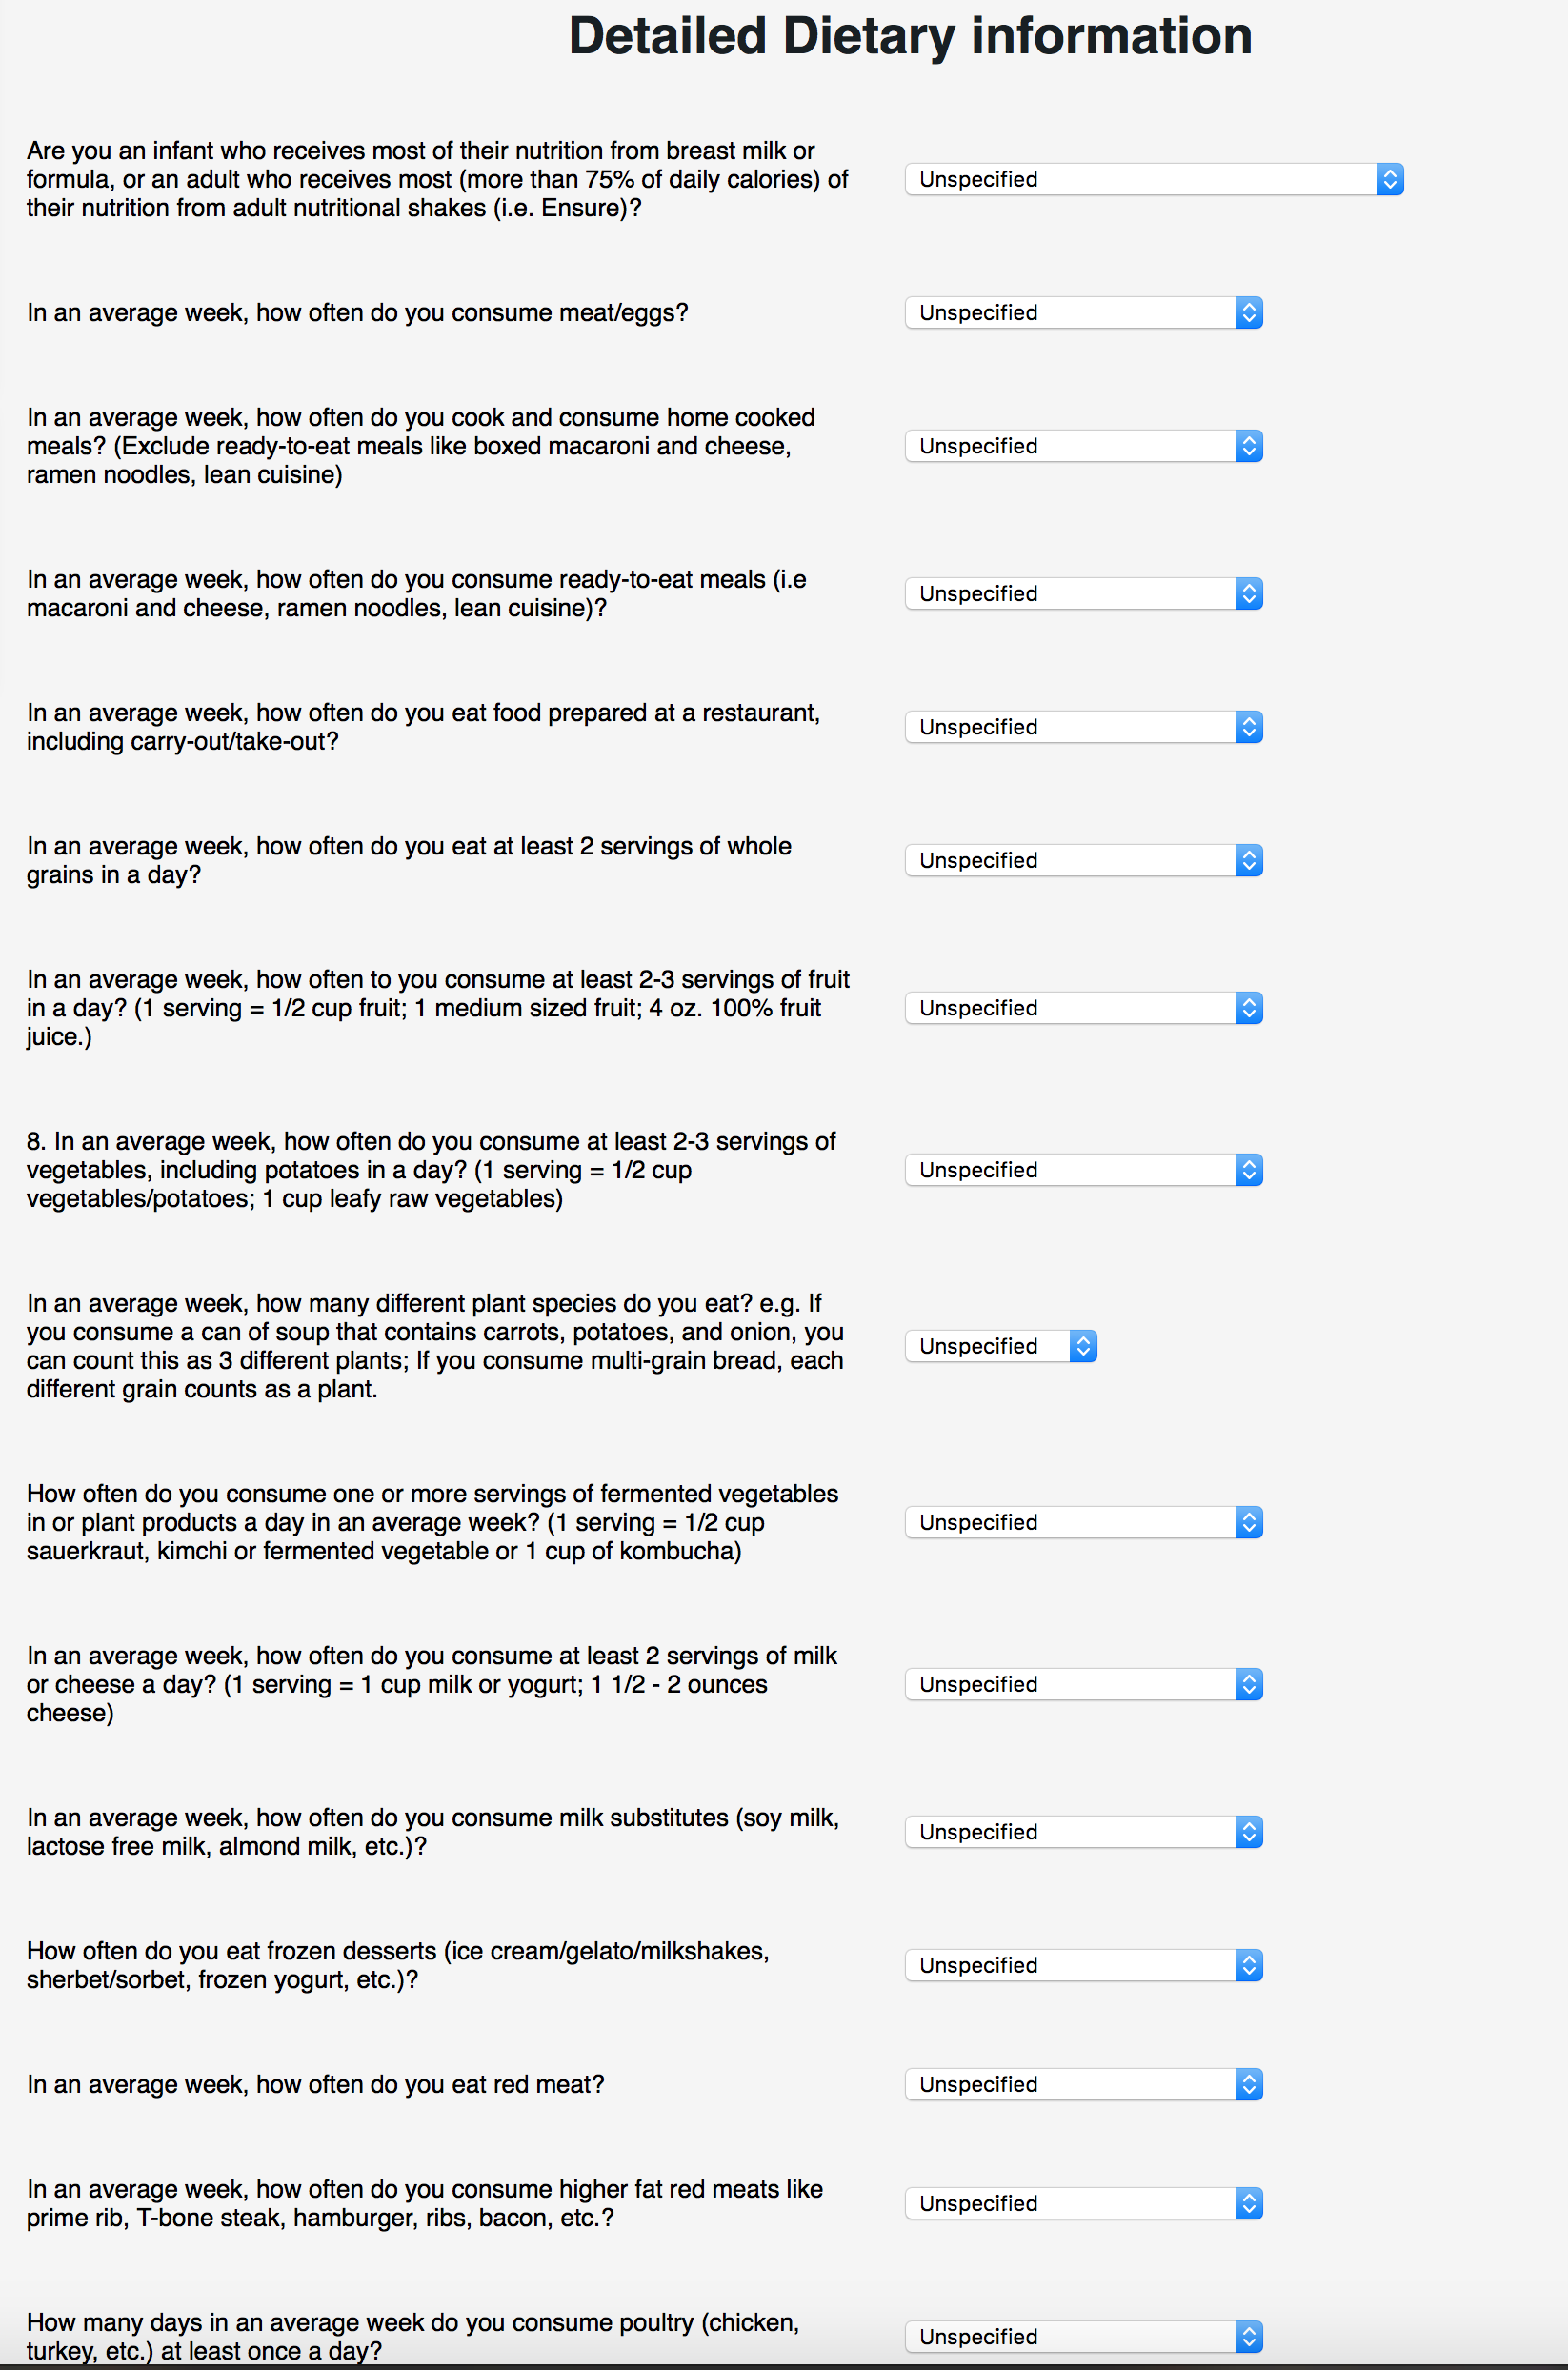 Detailed Dietary information
Are you an infant who receives most of their nutrition from breast milk or
formula, or an adult who receives most (more than 75% of daily calories) of
their nutrition from adult nutritional shakes (i.e. Ensure)?
Unspecified
In an average week, how often do you consume meat/eggs?
Unspecified
In an average week, how often do you cook and consume home cooked
meals? (Exclude ready-to-eat meals like boxed macaroni and cheese,
ramen noodles, lean cuisine)
Unspecified
In an average week, how often do you consume ready-to-eat meals (i.e
macaroni and cheese, ramen noodles, lean cuisine)?
Unspecified
In an average week, how often do you eat food prepared at a restaurant,
including carry-out/take-out?
Unspecified
In an average week, how often do you eat at least 2 servings of whole
grains in a day?
Unspecified
In an average week, how often to you consume at least 2-3 servings of fruit
in a day? (1 serving = 1/2 cup fruit; 1 medium sized fruit; 4 oz. 100% fruit
juice.)
Unspecified
8. In an average week, how often do you consume at least 2-3 servings of
vegetables, including potatoes in a day? (1 serving = 1/2 cup
vegetables/potatoes; 1 cup leafy raw vegetables)
Unspecified
In an average week, how many different plant species do you eat? e.g. If
you consume a can of soup that contains carrots, potatoes, and onion, you
can count this as 3 different plants; If you consume multi-grain bread, each
different grain counts as a plant.
Unspecified
How often do you consume one or more servings of fermented vegetables
in or plant products a day in an average week? (1 serving = 1/2 cup
sauerkraut, kimchi or fermented vegetable or 1 cup of kombucha)
Unspecified
In an average week, how often do you consume at least 2 servings of milk
or cheese a day? (1 serving = 1 cup milk or yogurt; 1 1/2 - 2 ounces
cheese)
Unspecified
In an average week, how often do you consume milk substitutes (soy milk,
lactose free milk, almond milk, etc.)?
Unspecified
How often do you eat frozen desserts (ice cream/gelato/milkshakes,
sherbet/sorbet, frozen yogurt, etc.)?
Unspecified
In an average week, how often do you eat red meat?
Unspecified
In an average week, how often do you consume higher fat red meats like
prime rib, T-bone steak, hamburger, ribs, bacon, etc.?
Unspecified
How many days in an average week do you consume poultry (chicken,
turkey, etc.) at least once a day?
Unspecified